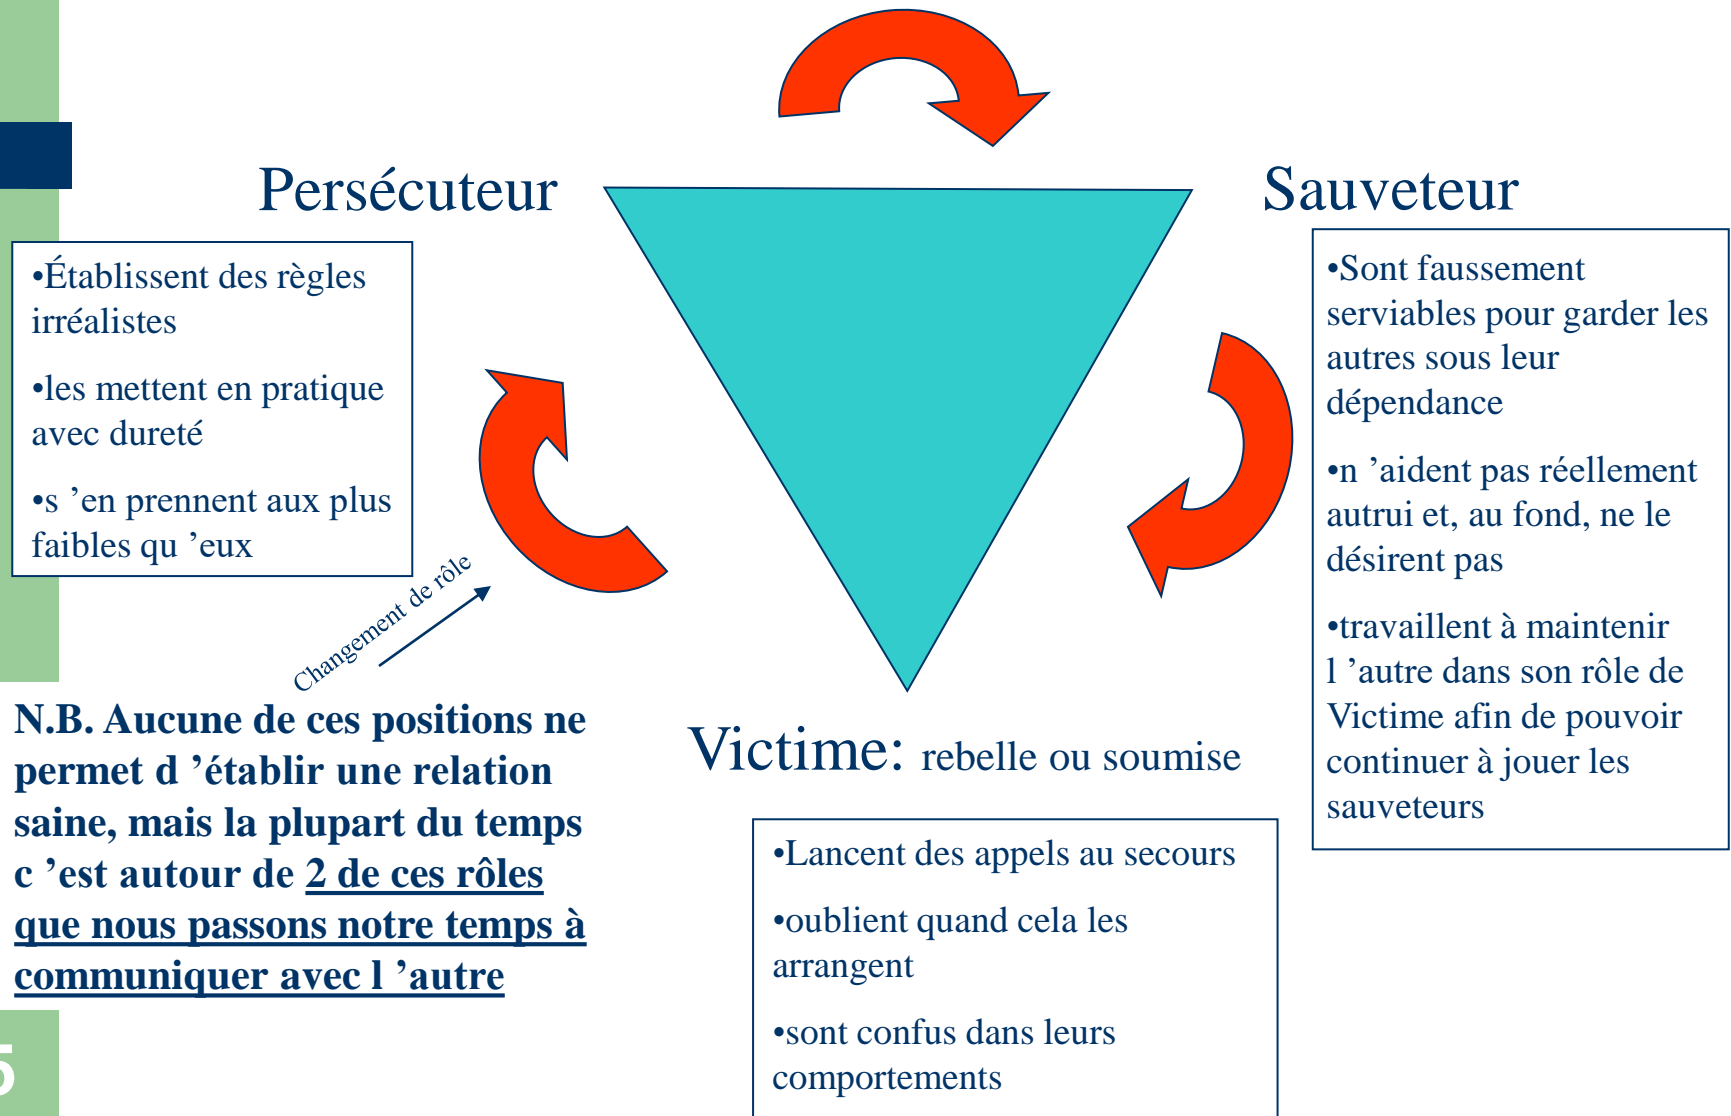 Persécuteur
Sauveteur
•Établissent des règles
irréalistes
•les mettent en pratique
avec dureté
•s ’en prennent aux plus
faibles qu ’eux
•Sont faussement
serviables pour garder les
autres sous leur
dépendance
•n ’aident pas réellement
autrui et, au fond, ne le
désirent pas
•travaillent à maintenir
l ’autre dans son rôle de
Victime afin de pouvoir
continuer à jouer les
sauveteurs
Changement de rôle
N.B. Aucune de ces positions ne
permet d ’établir une relation
saine, mais la plupart du temps
c ’est autour de 2 de ces rôles
que nous passons notre temps à
communiquer avec l ’autre
Victime: rebelle ou soumise
•Lancent des appels au secours
•oublient quand cela les
arrangent
•sont confus dans leurs
comportements
5